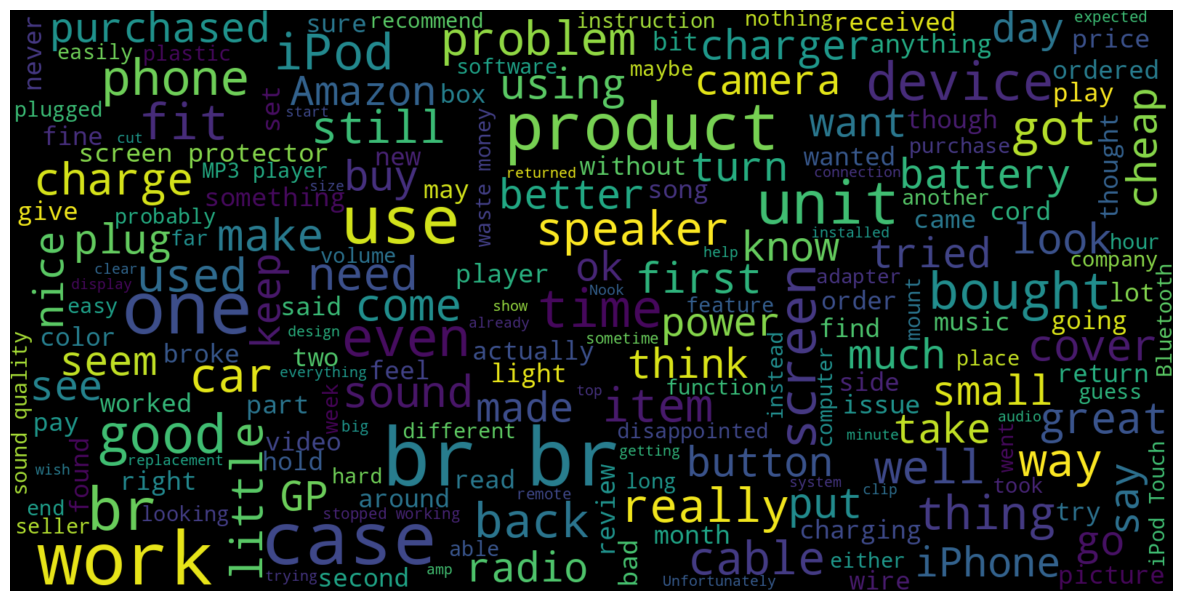 never
purchased
iPod
sure
recommend
problem
instruction
nothing
received
expected
easily
plastic
software
bit
charger
anything
day
price
phone
Amazon
box
using
maybe
camera
device
ordered
play
plugged
set
start
fine
cut
fit
still
product
want
though
got
cheap
screen protector
new
returned
without
turn
wanted
purchase
thought
charge
MP3 player
size
buy
may
waste money
better
song
connection
battery
another
give
something
probably
use
speaker
unit
came
cord
nice
plug
far
make
volume
know
installed
tried
look
hour
company
clear
used
need
player
ok
first
help
adapter
display
easy
keep
said
come
show
Nook
time
feature
screen
order
mount
bought
lot
Bluetooth
color
one
design
even
already
sometime
power
find
music
going
sound quality
seem
broke
two
actually
think
much
place
cover
see
car
everything
feel
light
function
instead
computer
side
return
guess
worked
part
week
sound
made
top
item
issue
small
pay
good
little
video
big
different
br br
disappointed
button
audio
minute
take
great
found
wish
replacement
right
hold
hard
read
getting
well
went
way
end
br
GP
around
long
review
system
clip
took
say
iPod Touch
seller
looking
stopped working
remote
back
really
put
thing
try
work
case
able
month
charging
go
trying
second
amp
radio
bad
Unfortunately
cable
either
wire
iPhone
picture